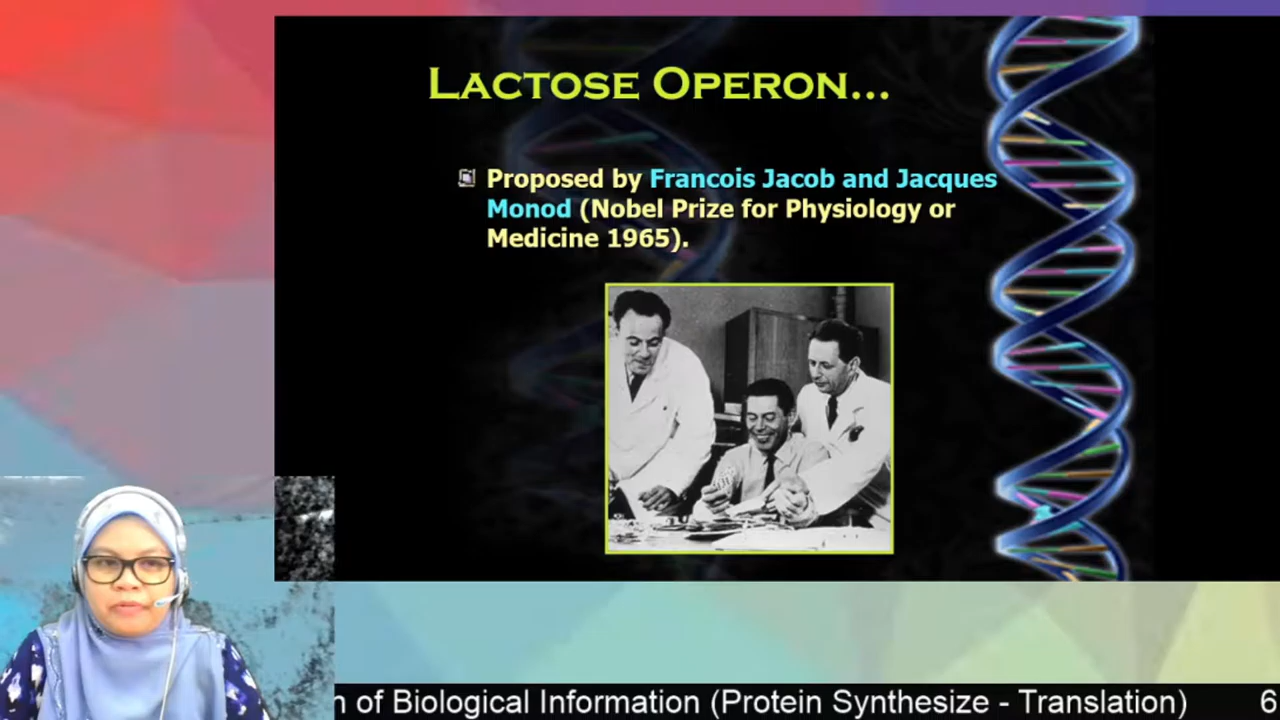 LACTOSE OPERON...
Proposed by Francois Jacob and Jacques
Monod (Nobel Prize for Physiology or
Medicine 1965).
n of Biological Information (Protein Synthesize - Translation)
6